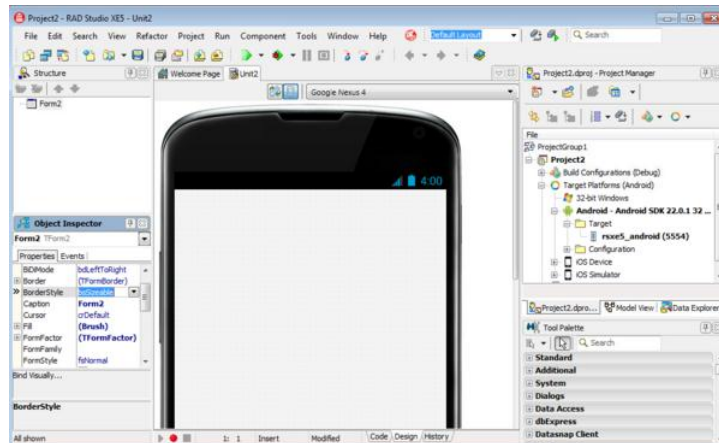 Project2 - RAD Studio XE5 - Unit2
File Edit Search View Refactor Project Run Component Tools Window Help
Default Layout
Search
Structure
Form2
Welcome Page
Unit2
Google Nexus 4
4:00
Object Inspector
Form2 TForm2
Properties Events
BiDiMode bdLeftToRight
Border (TFormBorder)
BorderStyle bsSizeable
Caption Form2
Cursor crDefault
Fill (Brush)
FormFactor (TFormFactor)
FormFamily
FormStyle fsNormal
Bind Visually...
BorderStyle
All shown
1: 1 Insert Modified
Code Design History
Project2.dproj - Project Manager
File
ProjectGroup1
Project2
Build Configurations (Debug)
Target Platforms (Android)
32-bit Windows
Android - Android SDK 22.0.1 32 ...
Target
rsxe5_android (5554)
Configuration
iOS Device
iOS Simulator
Project2.dpro... Model View Data Explorer
Tool Palette
Search
Standard
Additional
System
Dialogs
Data Access
dbExpress
Datasnap Client